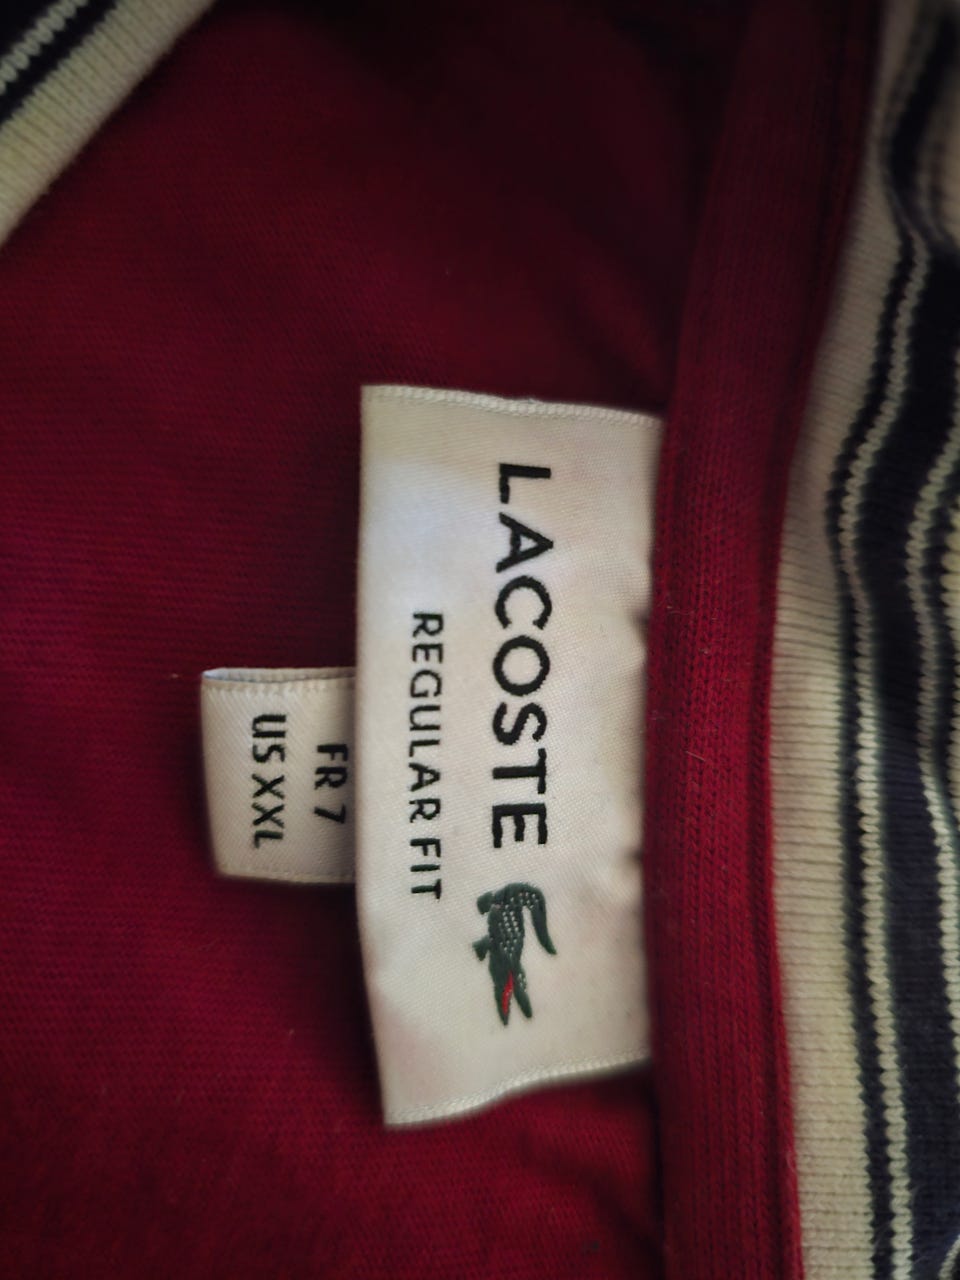 LACOSTE
REGULAR FIT
FR 7
US XXL